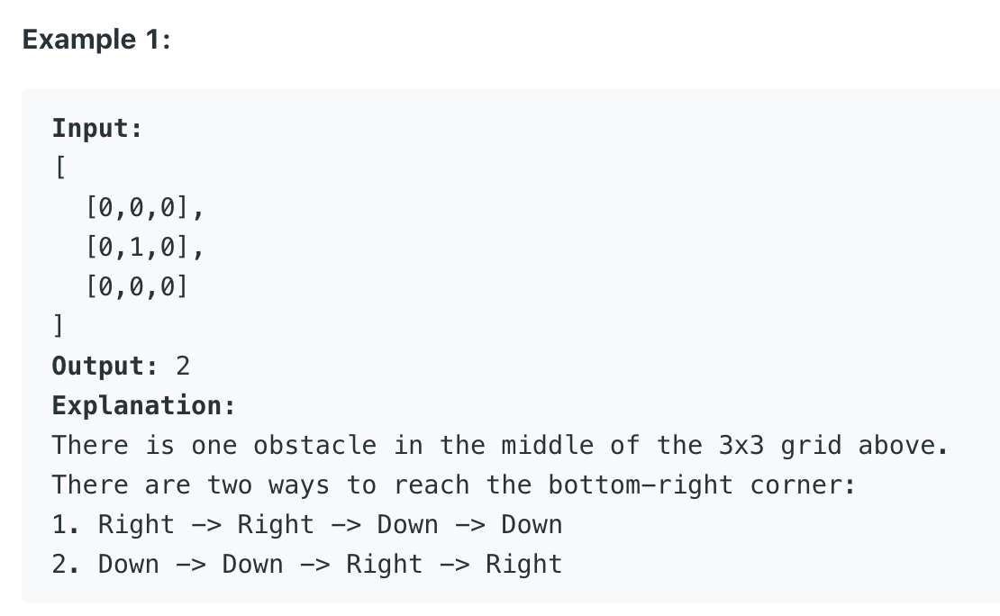 Example 1:
Input:
[
[0,0,0],
[0,1,0],
[0,0,0]
]
Output: 2
Explanation:
There is one obstacle in the middle of the 3x3 grid above.
There are two ways to reach the bottom-right corner:
1. Right -> Right -> Down -> Down
2. Down -> Down -> Right -> Right